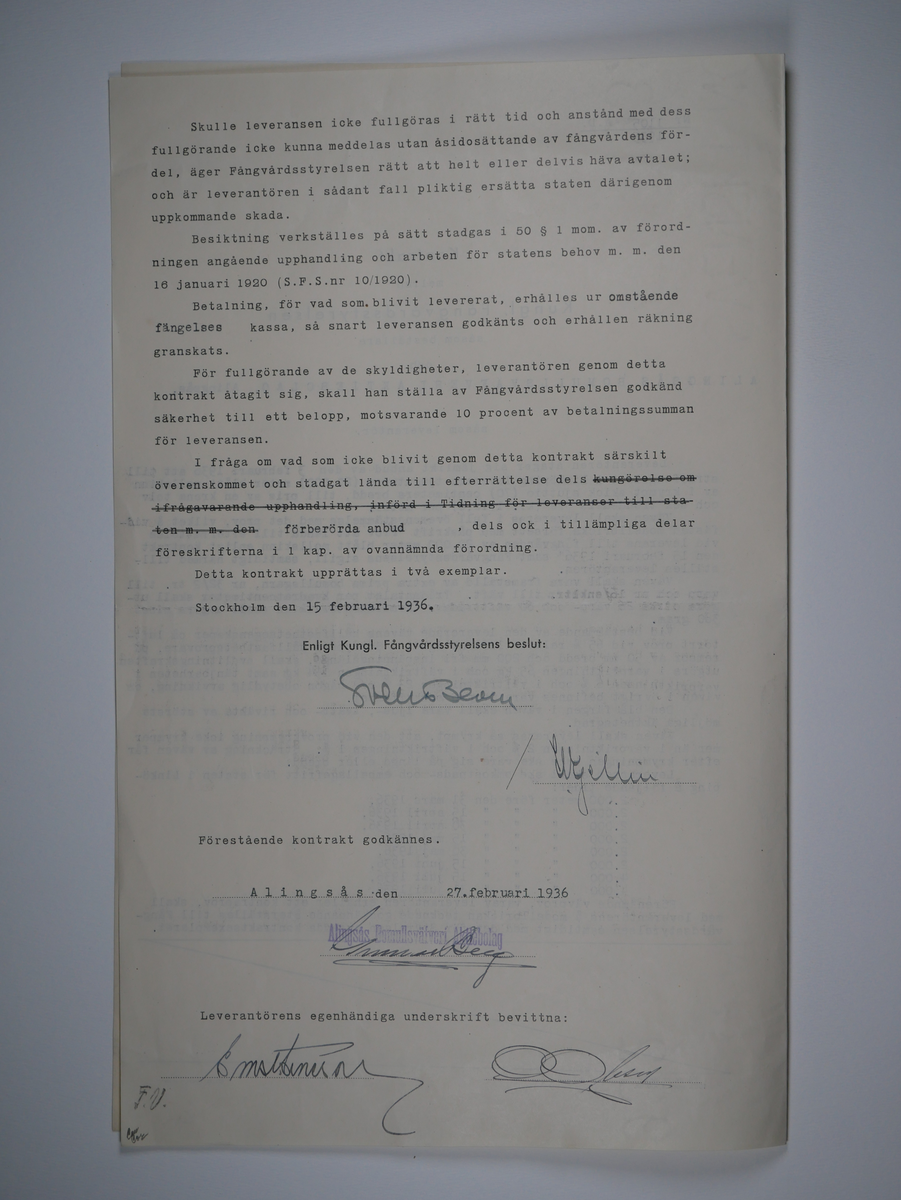 Skulle leveransen icke fullgöras i rätt tid och anstånd med dess
fullgörande icke kunna meddelas utan åsidosättande av fångvårdens för-
del, äger Fångvårdsstyrelsen rätt att helt eller delvis häva avtalet;
och är leverantören i sådant fall pliktig ersätta staten därigenom
uppkommande skada.
Besiktning verkställes på sätt stadgas i 50 § 1 mom. av förord-
ningen angående upphandling och arbeten för statens behov m. m. den
16 januari 1920 (S.F.S.nr 10/1920).
Betalning, för vad som.blivit levererat, erhålles ur omstående
fängelses kassa, så snart leveransen godkänts och erhållen räkning
granskats.
För fullgörande av de skyldigheter, leverantören genom detta
kontrakt åtagit sig, skall han ställa av Fångvårdsstyrelsen godkänd
säkerhet till ett belopp, motsvarande 10 procent av betalningssumman
för leveransen.
I fråga om vad som icke blivit genom detta kontrakt särskilt
överenskommet och stadgat lända till efterrättelse dels kungörelse om
ifrågavarande upphandling, införd i Tidning för leveranser till sta-
ten m. m. den förberörda anbud , dels ock i tillämpliga delar
föreskrifterna i 1 kap. av ovannämnda förordning.
Detta kontrakt upprättas i två exemplar.
Stockholm den 15 februari 1936.
Enligt Kungl. Fångvårdsstyrelsens beslut:
Förestående kontrakt godkännes.
Alingsås den 27.februari 1936
Alingsås Bomullsväfveri Aktiebolag
Gunnar Berg
Leverantörens egenhändiga underskrift bevittna:
F.V.